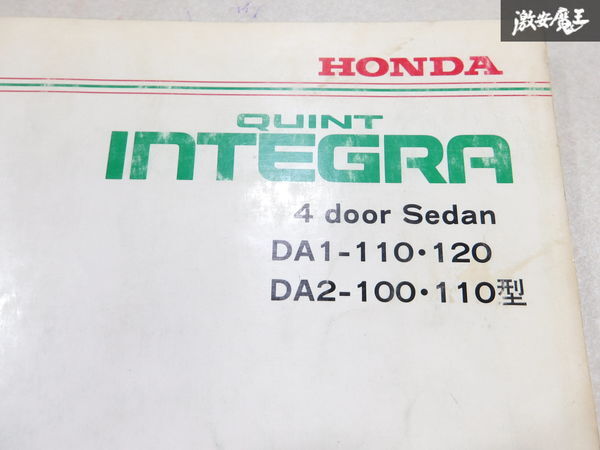 激安魔王
HONDA
QUINT
INTEGRA
4 door Sedan
DA1-110・120
DA2-100・110型